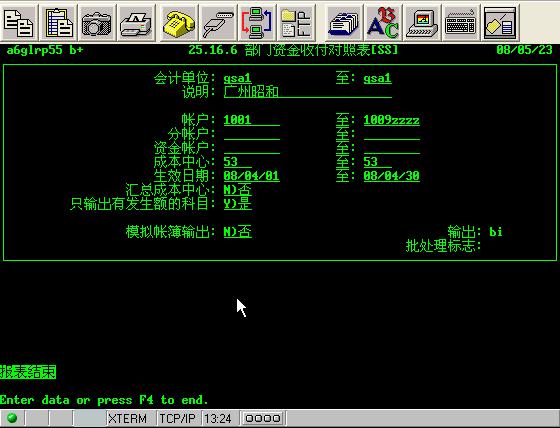 a6glrp55 b+ 25.16.6 部门资金收付对照表[SS] 08/05/23
会计单位: gsa1 至: gsa1
说明: 广州昭和
帐户: 1001 至: 1009zzzz
分帐户: 至:
资金帐户: 至:
成本中心: 53 至: 53
生效日期: 08/04/01 至: 08/04/30
汇总成本中心: N)否
只输出有发生额的科目: Y)是
模拟帐簿输出: N)否 输出: bi
批处理标志:
报表结束
Enter data or press F4 to end.
XTERM TCP/IP 13:24